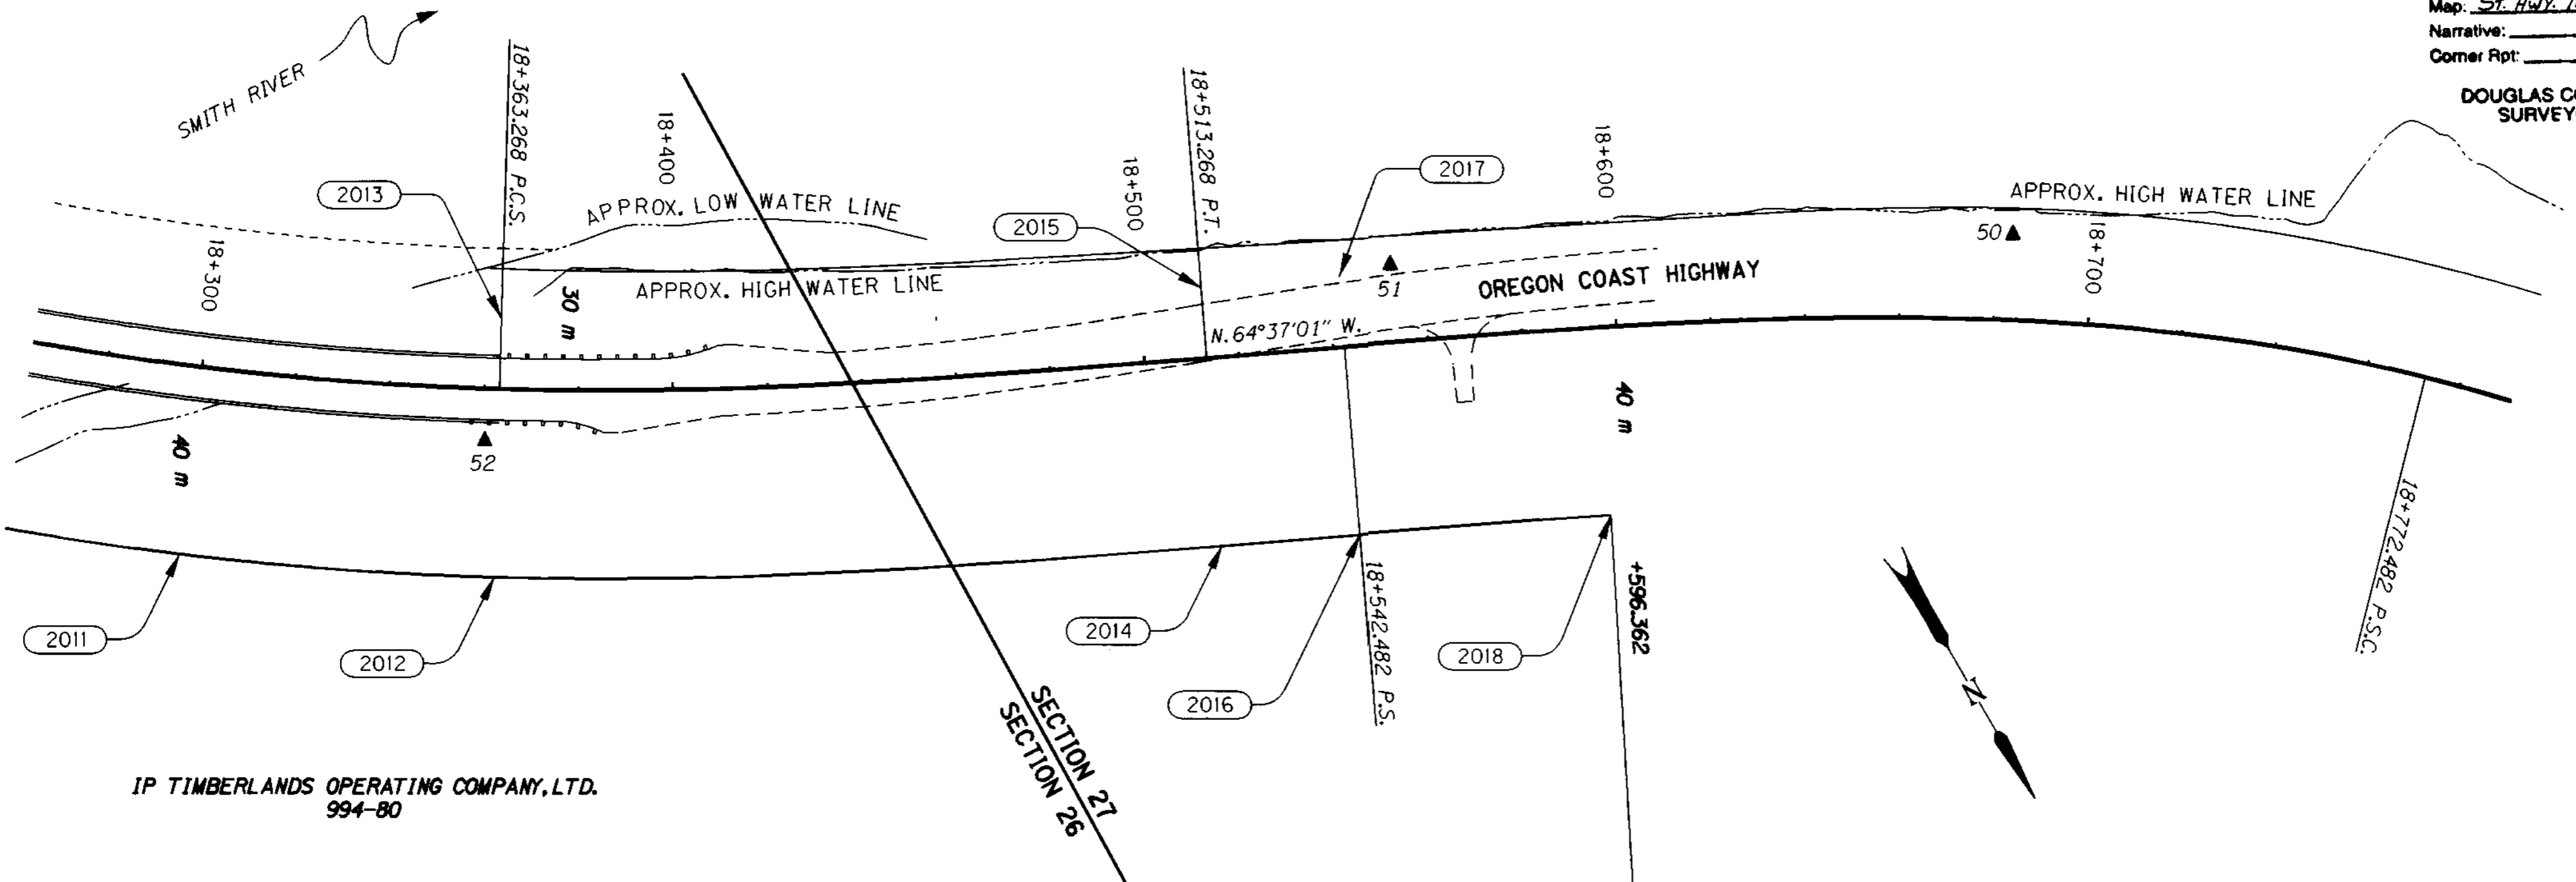 Map: ST. HWY.
Narrative:
Corner Rpt:
DOUGLAS
SURVEY
SMITH RIVER
18+363.268 P.C.S.
18+400
18+513.268 P.T.
18+500
18+600
2013
2017
APPROX. LOW WATER LINE
APPROX. HIGH WATER LINE
2015
50
18+300
18+700
APPROX. HIGH WATER LINE
30 m
51
OREGON COAST HIGHWAY
N.64°37'01" W.
40 m
40 m
52
18+772.482 P.S.C.
18+542.482 P.S.
+596.362
2011
2012
2014
2016
2018
N
SECTION 27
SECTION 26
IP TIMBERLANDS OPERATING COMPANY,LTD.
994-80